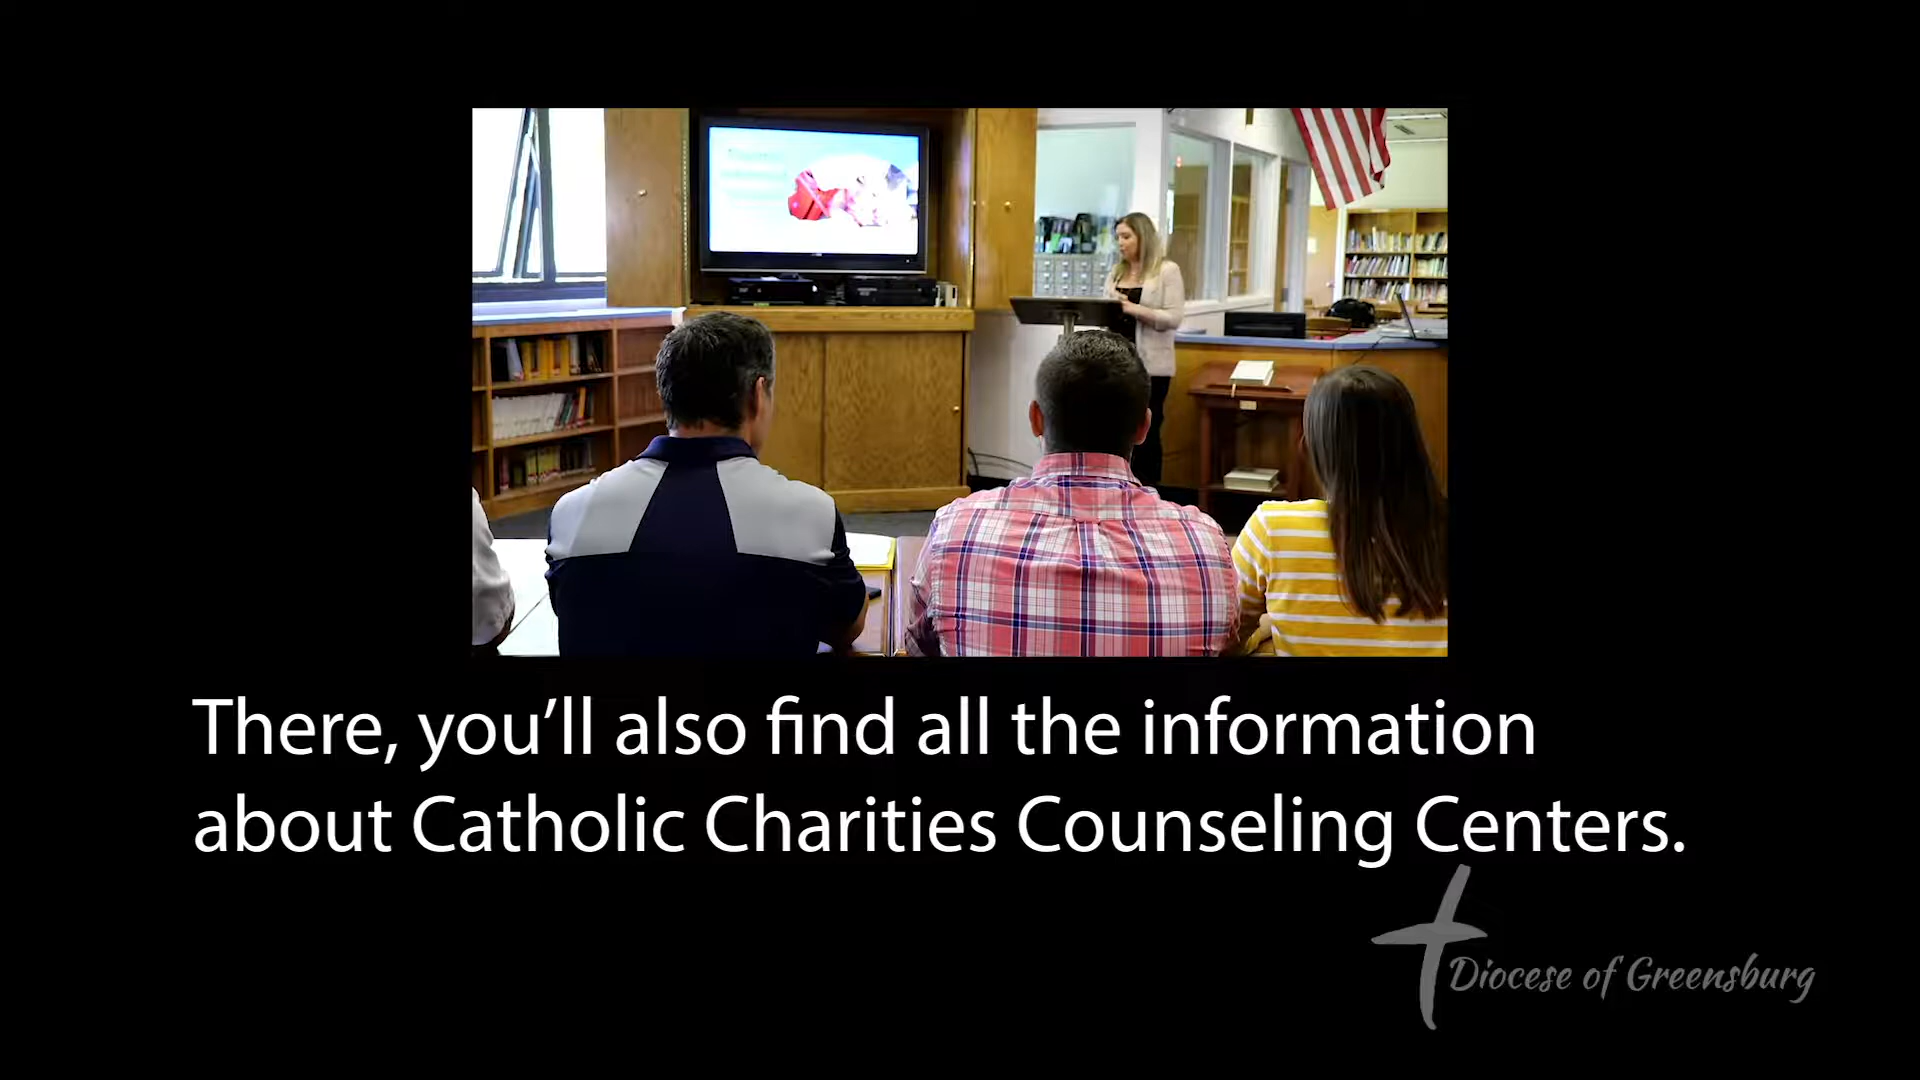 There, you’ll also find all the information
about Catholic Charities Counseling Centers.
Diocese of Greensburg